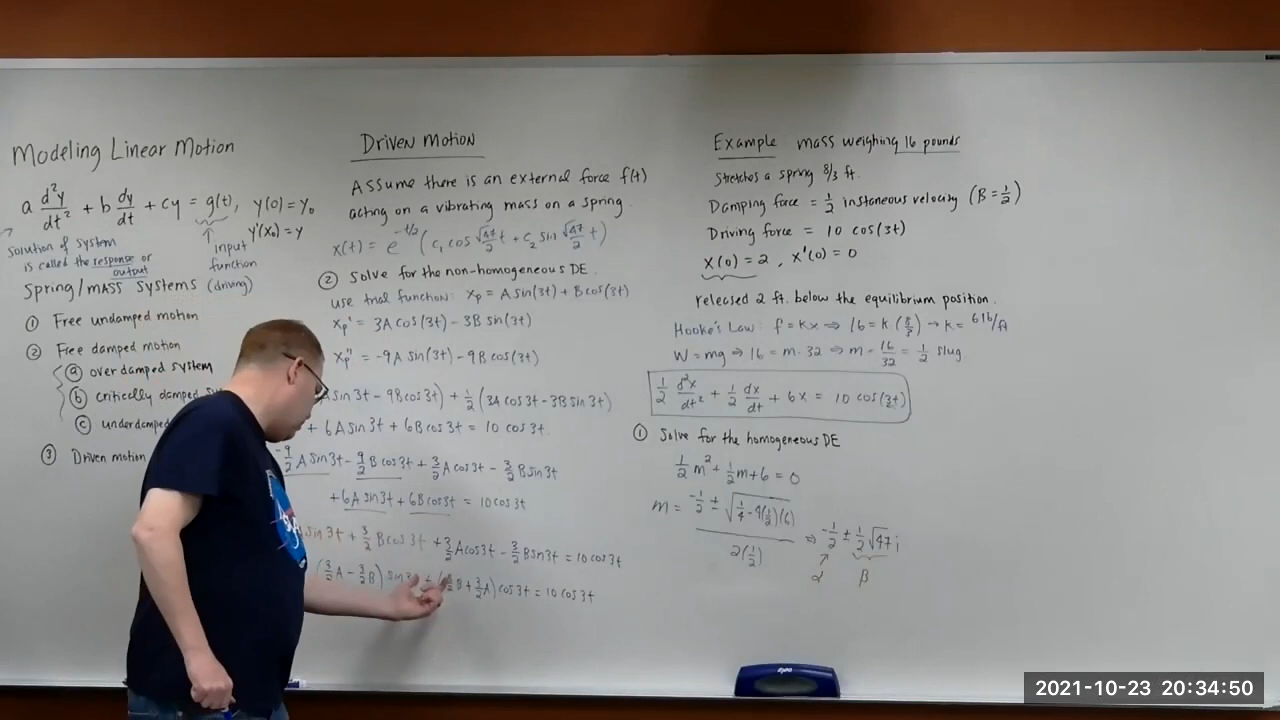 Modeling Linear Motion
a d²y/dt² + b dy/dt + cy = g(t), y(0) = y₀
y'(x₀) = y
Solution of system
is called the response or
output
input
function
(driving)
Spring/mass systems
① Free undamped motion
② Free damped motion
ⓐ over damped system
ⓑ critically damped
ⓒ underdamped
③ Driven motion
Driven Motion
Assume there is an external force f(t)
acting on a vibrating mass on a spring.
x(t) = e^(-t/2) (c₁ cos √47/2 t + c₂ sin √47/2 t)
② Solve for the non-homogeneous DE
use trial function: xp = A sin(3t) + B cos(3t)
xp' = 3A cos(3t) - 3B sin(3t)
xp'' = -9A sin(3t) - 9B cos(3t)
sin 3t - 9B cos 3t) + 1/2 (3A cos 3t - 3B sin 3t)
+ 6A sin 3t + 6B cos 3t = 10 cos 3t
-9/2 A sin 3t - 9/2 B cos 3t + 3/2 A cos 3t - 3/2 B sin 3t
+ 6A sin 3t + 6B cos 3t = 10 cos 3t
sin 3t + 3/2 B cos 3t + 3/2 A cos 3t - 3/2 B sin 3t = 10 cos 3t
(3/2 A - 3/2 B) sin 3t + ( B + 3/2 A) cos 3t = 10 cos 3t
Example mass weighing 16 pounds
stretches a spring 8/3 ft.
Damping force = 1/2 instaneous velocity (B = 1/2)
Driving force = 10 cos(3t)
x(0) = 2, x'(0) = 0
released 2 ft. below the equilibrium position.
Hooke's Law: f = kx ⇒ 16 = k (8/3) → k = 6 lb/ft
W = mg ⇒ 16 = m · 32 ⇒ m = 16/32 = 1/2 slug
1/2 d²x/dt² + 1/2 dx/dt + 6x = 10 cos(3t)
① Solve for the homogeneous DE
1/2 m² + 1/2 m + 6 = 0
m = (-1/2 ± √(1/4 - 4(1/2)(6))) / 2(1/2) ⇒ -1/2 ± 1/2 √47 i
α β
expo
2021-10-23 20:34:50